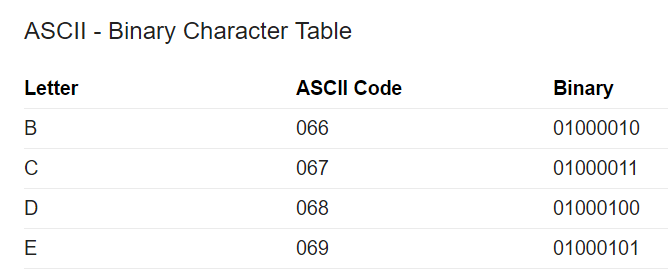 ASCII - Binary Character Table
Letter ASCII Code Binary
B 066 01000010
C 067 01000011
D 068 01000100
E 069 01000101